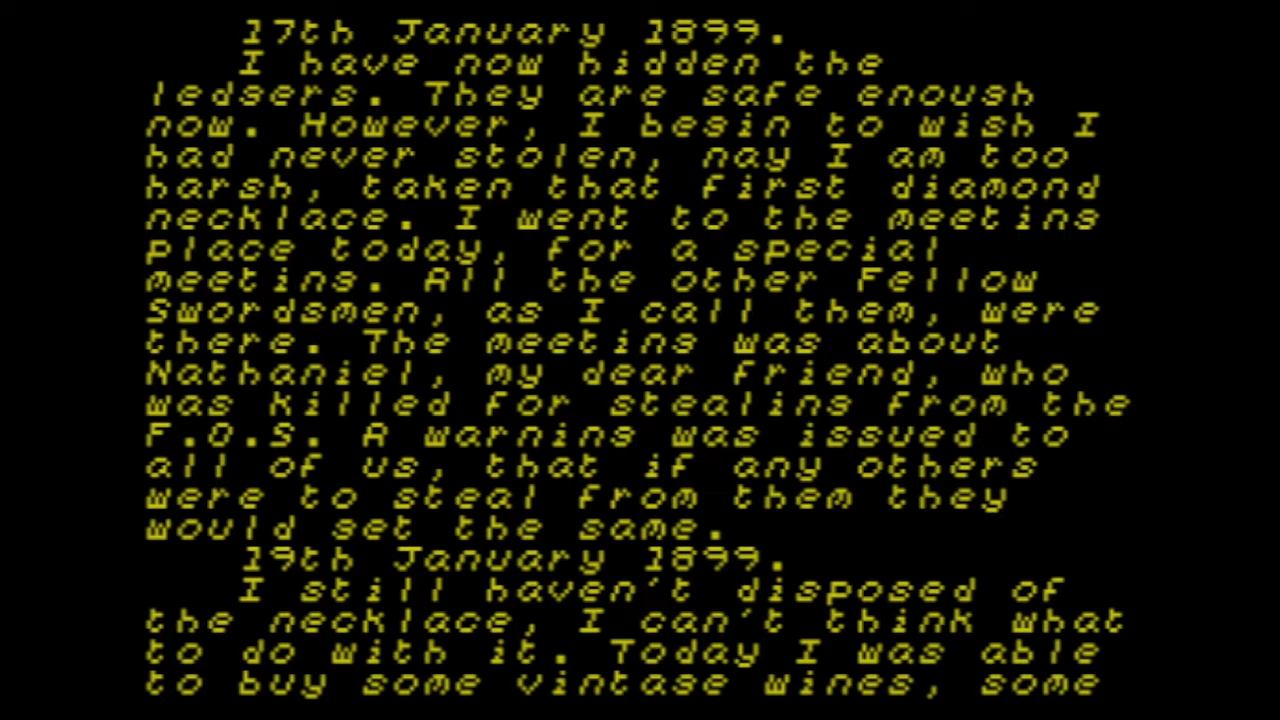 17th January 1899.
I have now hidden the
ledgers. They are safe enough
now. However, I begin to wish I
had never stolen, nay I am too
harsh, taken that first diamond
necklace. I went to the meeting
place today, for a special
meeting. All the other Fellow
Swordsmen, as I call them, were
there. The meeting was about
Nathaniel, my dear friend, who
was killed for stealing from the
F.O.S. A warning was issued to
all of us, that if any others
were to steal from them they
would get the same.
19th January 1899.
I still haven't disposed of
the necklace, I can't think what
to do with it. Today I was able
to buy some vintage wines, some